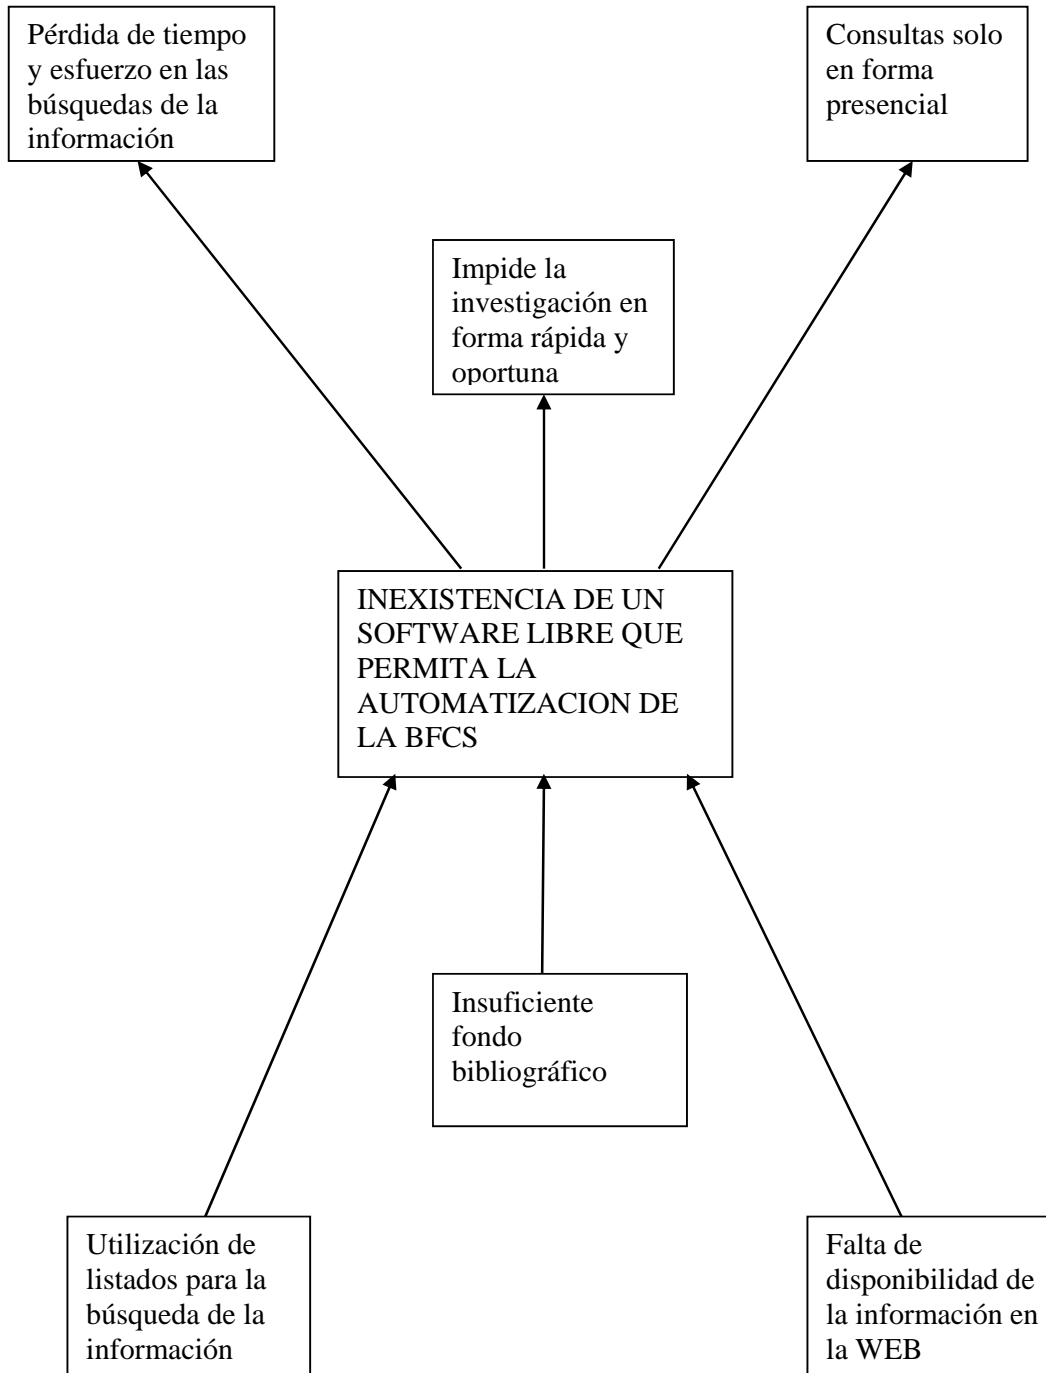 Pérdida de tiempo
y esfuerzo en las
búsquedas de la
información
Consultas solo
en forma
presencial
Impide la
investigación en
forma rápida y
oportuna
INEXISTENCIA DE UN
SOFTWARE LIBRE QUE
PERMITA LA
AUTOMATIZACION DE
LA BFCS
Insuficiente
fondo
bibliográfico
Utilización de
listados para la
búsqueda de la
información
Falta de
disponibilidad de
la información en
la WEB